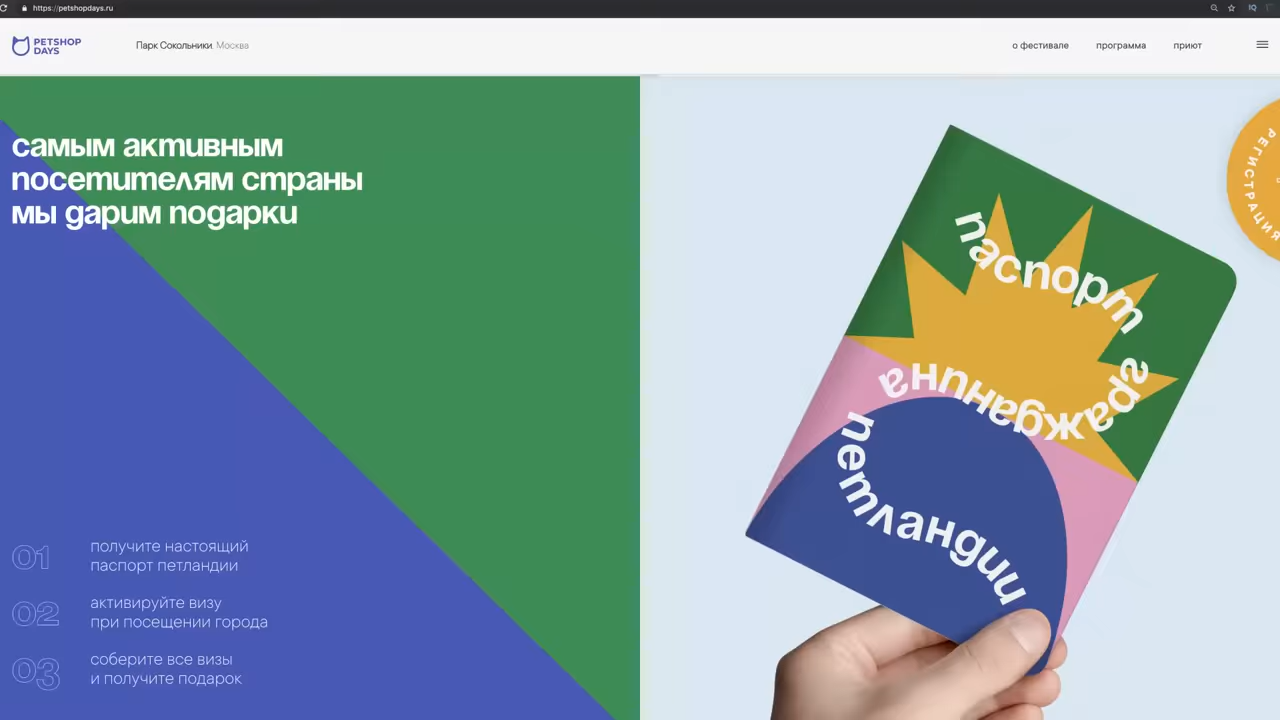 https://petshopdays.ru
PETSHOP
DAYS
Парк Сокольники, Москва
о фестивале
программа
приют
самым активным
посетителям страны
мы дарим подарки
01
получите настоящий
паспорт петландии
02
активируйте визу
при посещении города
03
соберите все визы
и получите подарок
паспорт
гражданина
петландии
РЕГИСТРАЦИЯ